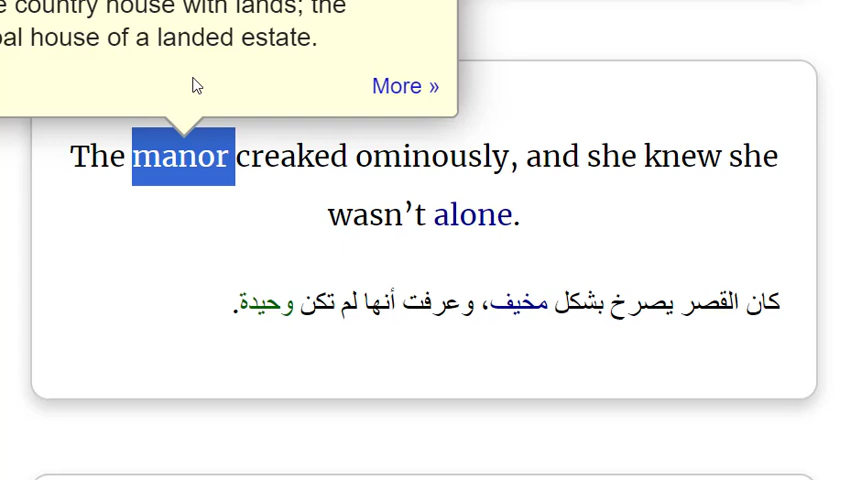 country house with lands; the
house of a landed estate.
More »
The manor creaked ominously, and she knew she
wasn’t alone.
كان القصر يصرخ بشكل مخيف، وعرفت أنها لم تكن وحيدة.